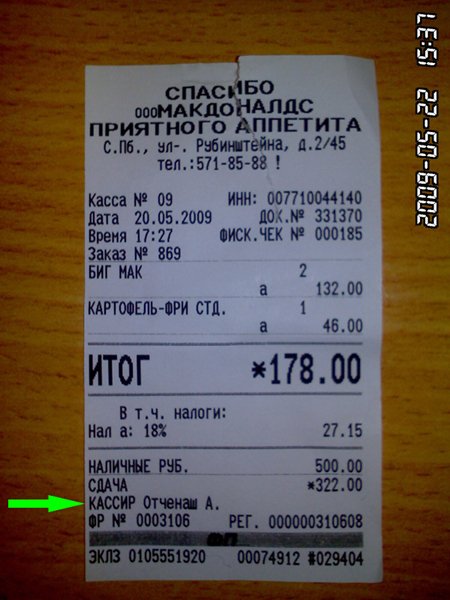 СПАСИБО
ООО МАКДОНАЛДС
ПРИЯТНОГО АППЕТИТА
С.Пб., ул-. Рубинштейна, д.2/45
тел.:571-85-88 !
Касса № 09 ИНН: 007710044140
Дата 20.05.2009 ДОК.№ 331370
Время 17:27 ФИСК.ЧЕК № 000185
Заказ № 869
БИГ МАК 2
а 132.00
КАРТОФЕЛЬ-ФРИ СТД. 1
а 46.00
ИТОГ *178.00
В т.ч. налоги:
Нал а: 18% 27.15
НАЛИЧНЫЕ РУБ. 500.00
СДАЧА *322.00
КАССИР Отченаш А.
ФР № 0003106 РЕГ. 000000310608
ФП
ЭКЛЗ 0105551920 00074912 #029404
2009-05-22 15:37